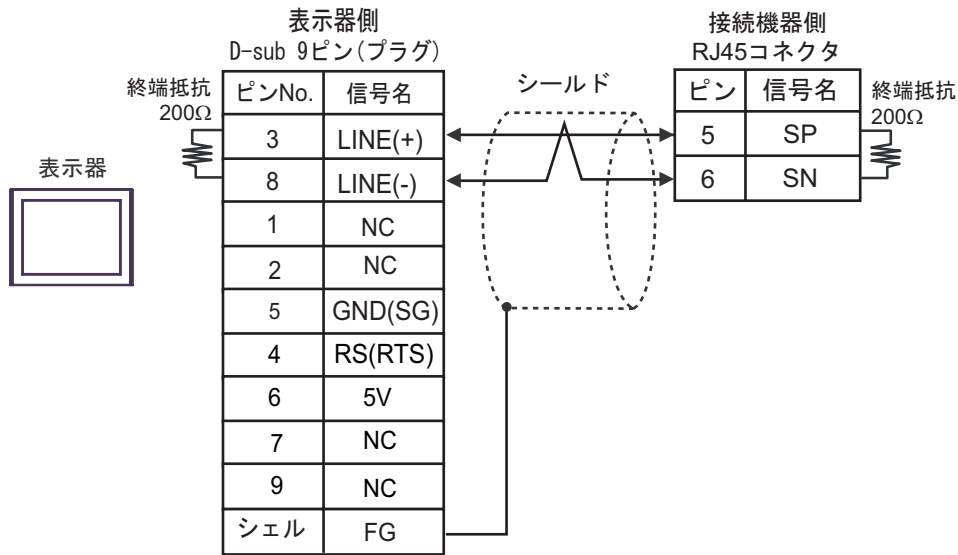 表示器側
D-sub 9ピン(プラグ)
接続機器側
RJ45コネクタ
終端抵抗
200Ω
ピンNo. 信号名
シールド
ピン 信号名
終端抵抗
200Ω
3 LINE(+)
5 SP
表示器
8 LINE(-)
6 SN
1 NC
2 NC
5 GND(SG)
4 RS(RTS)
6 5V
7 NC
9 NC
シェル FG